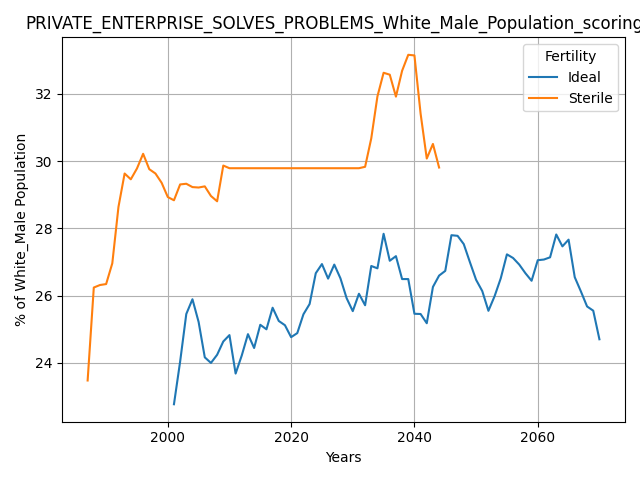 PRIVATE_ENTERPRISE_SOLVES_PROBLEMS_White_Male_Population_scoring
Fertility
Ideal
Sterile
% of White_Male Population
32
30
28
26
24
2000 2020 2040 2060
Years